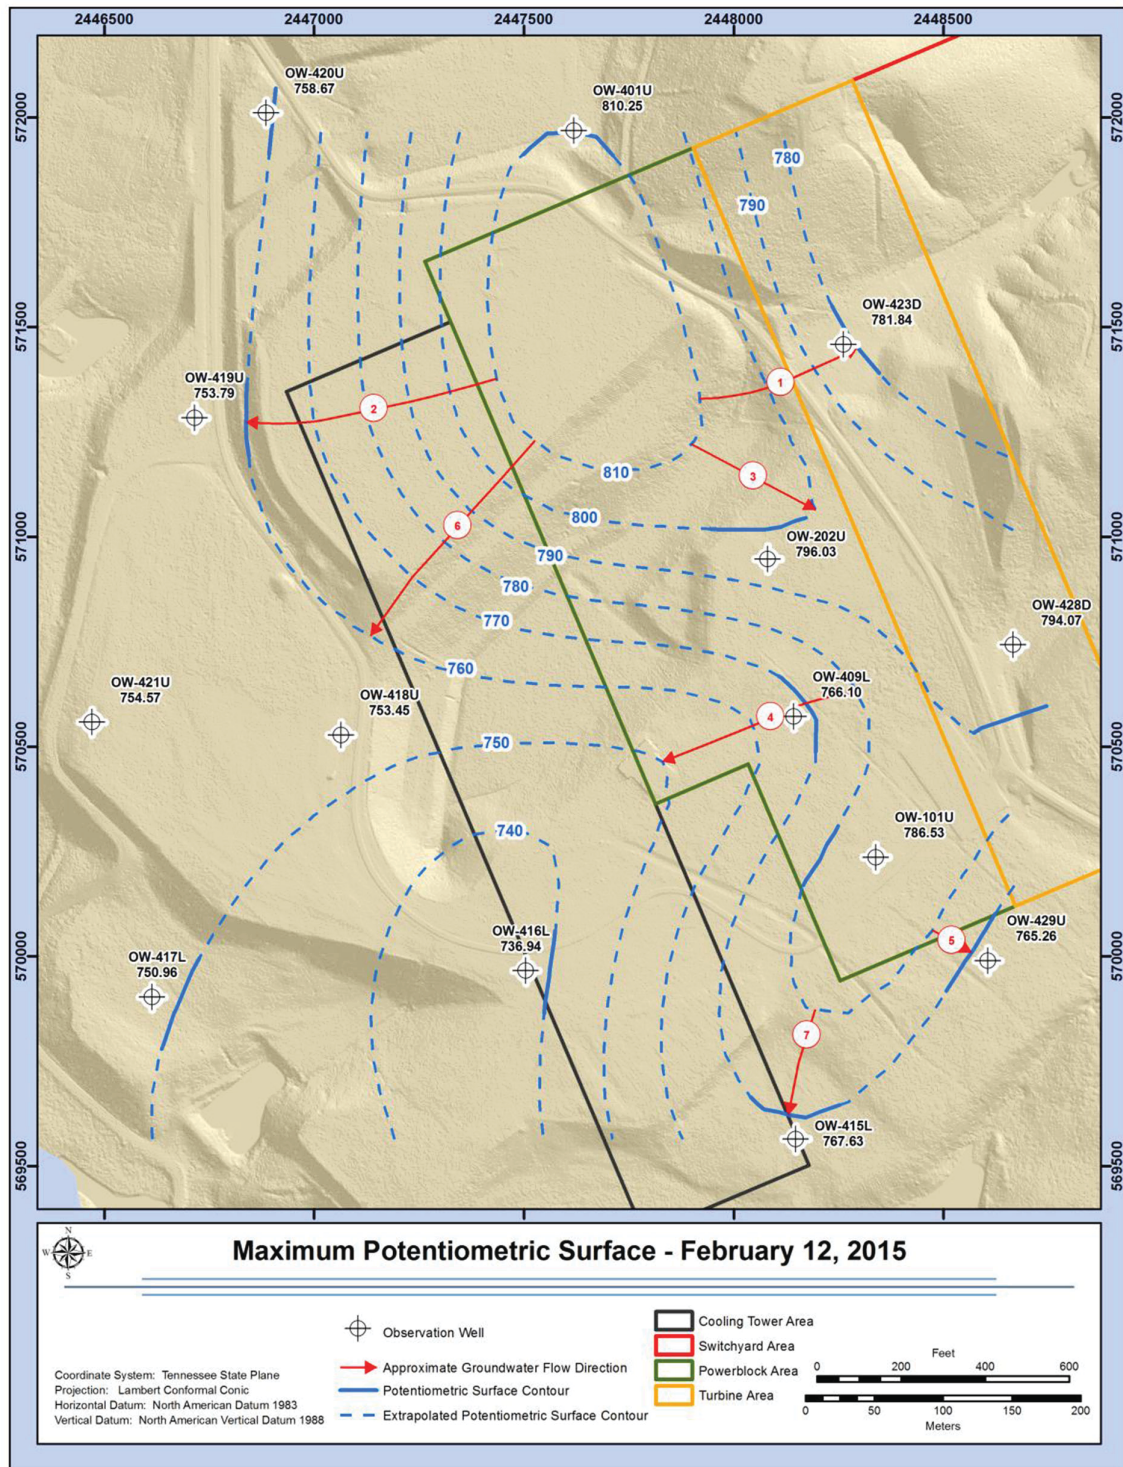 2446500 2447000 2447500 2448000 2448500
OW-420U
758.67
OW-401U
810.25
572000 572000
780
790
OW-423D
781.84
571500 571500
OW-419U
753.79
1
2
810
3
800
6
OW-202U
796.03
571000 571000
790
780
770
OW-428D
794.07
760
OW-409L
766.10
OW-421U
754.57
OW-418U
753.45
4
750
570500 570500
OW-101U
786.53
740
OW-429U
765.26
5
OW-416L
736.94
OW-417L
750.96
570000 570000
7
OW-415L
767.63
569500 569500
N
W E
S
Maximum Potentiometric Surface - February 12, 2015
Observation Well
Approximate Groundwater Flow Direction
Potentiometric Surface Contour
Extrapolated Potentiometric Surface Contour
Cooling Tower Area
Switchyard Area
Powerblock Area
Turbine Area
Coordinate System: Tennessee State Plane
Projection: Lambert Conformal Conic
Horizontal Datum: North American Datum 1983
Vertical Datum: North American Vertical Datum 1988
Feet
0 200 400 600
0 50 100 150 200
Meters